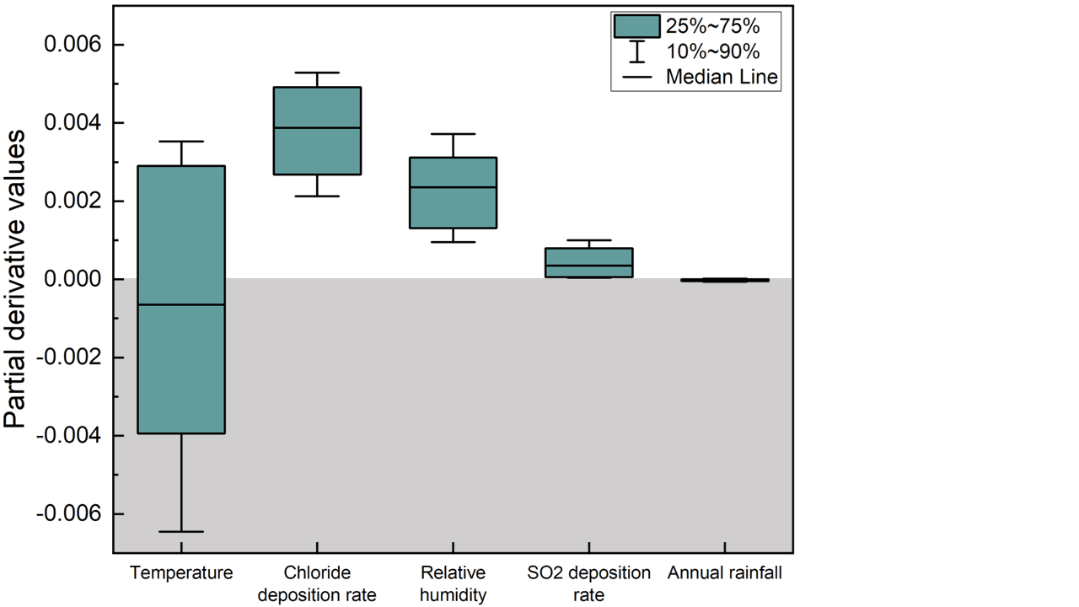 25%~75%
10%~90%
Median Line
Partial derivative values
0.006
0.004
0.002
0.000
-0.002
-0.004
-0.006
Temperature
Chloride
deposition rate
Relative
humidity
SO2 deposition
rate
Annual rainfall